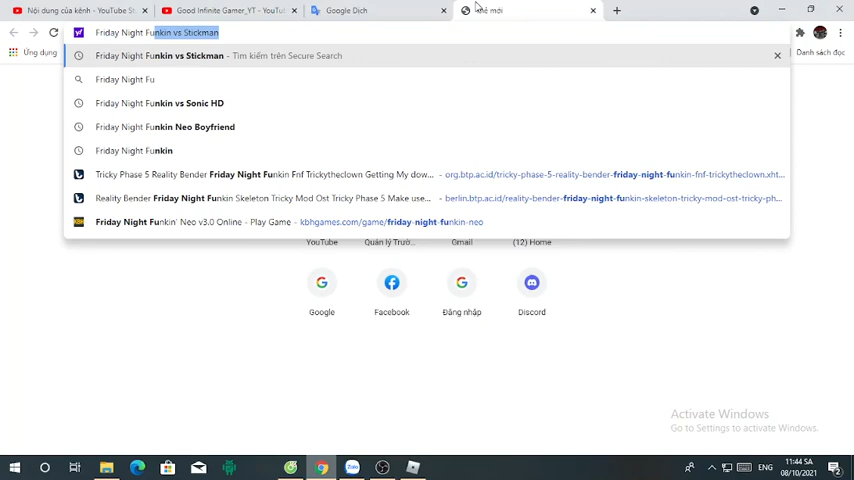 Nội dung của kênh - YouTube St
Good Infinite Gamer_YT - YouTu
Google Dịch
thẻ mới
Friday Night Funkin vs Stickman
Ứng dụng
Danh sách đọc
Friday Night Funkin vs Stickman - Tìm kiếm trên Secure Search
Friday Night Fu
Friday Night Funkin vs Sonic HD
Friday Night Funkin Neo Boyfriend
Friday Night Funkin
Tricky Phase 5 Reality Bender Friday Night Funkin Fnf Trickytheclown Getting My dow... - org.btp.ac.id/tricky-phase-5-reality-bender-friday-night-funkin-fnf-trickytheclown.xht...
Reality Bender Friday Night Funkin Skeleton Tricky Mod Ost Tricky Phase 5 Make use... - berlin.btp.ac.id/reality-bender-friday-night-funkin-skeleton-tricky-mod-ost-tricky-ph...
Friday Night Funkin' Neo v3.0 Online - Play Game - kbhgames.com/game/friday-night-funkin-neo
YouTube
Quản lý Trườ...
Gmail
(12) Home
Google
Facebook
Đăng nhập
Discord
Activate Windows
Go to Settings to activate Windows.
Zalo
ENG
11:44 SA
08/10/2021
2